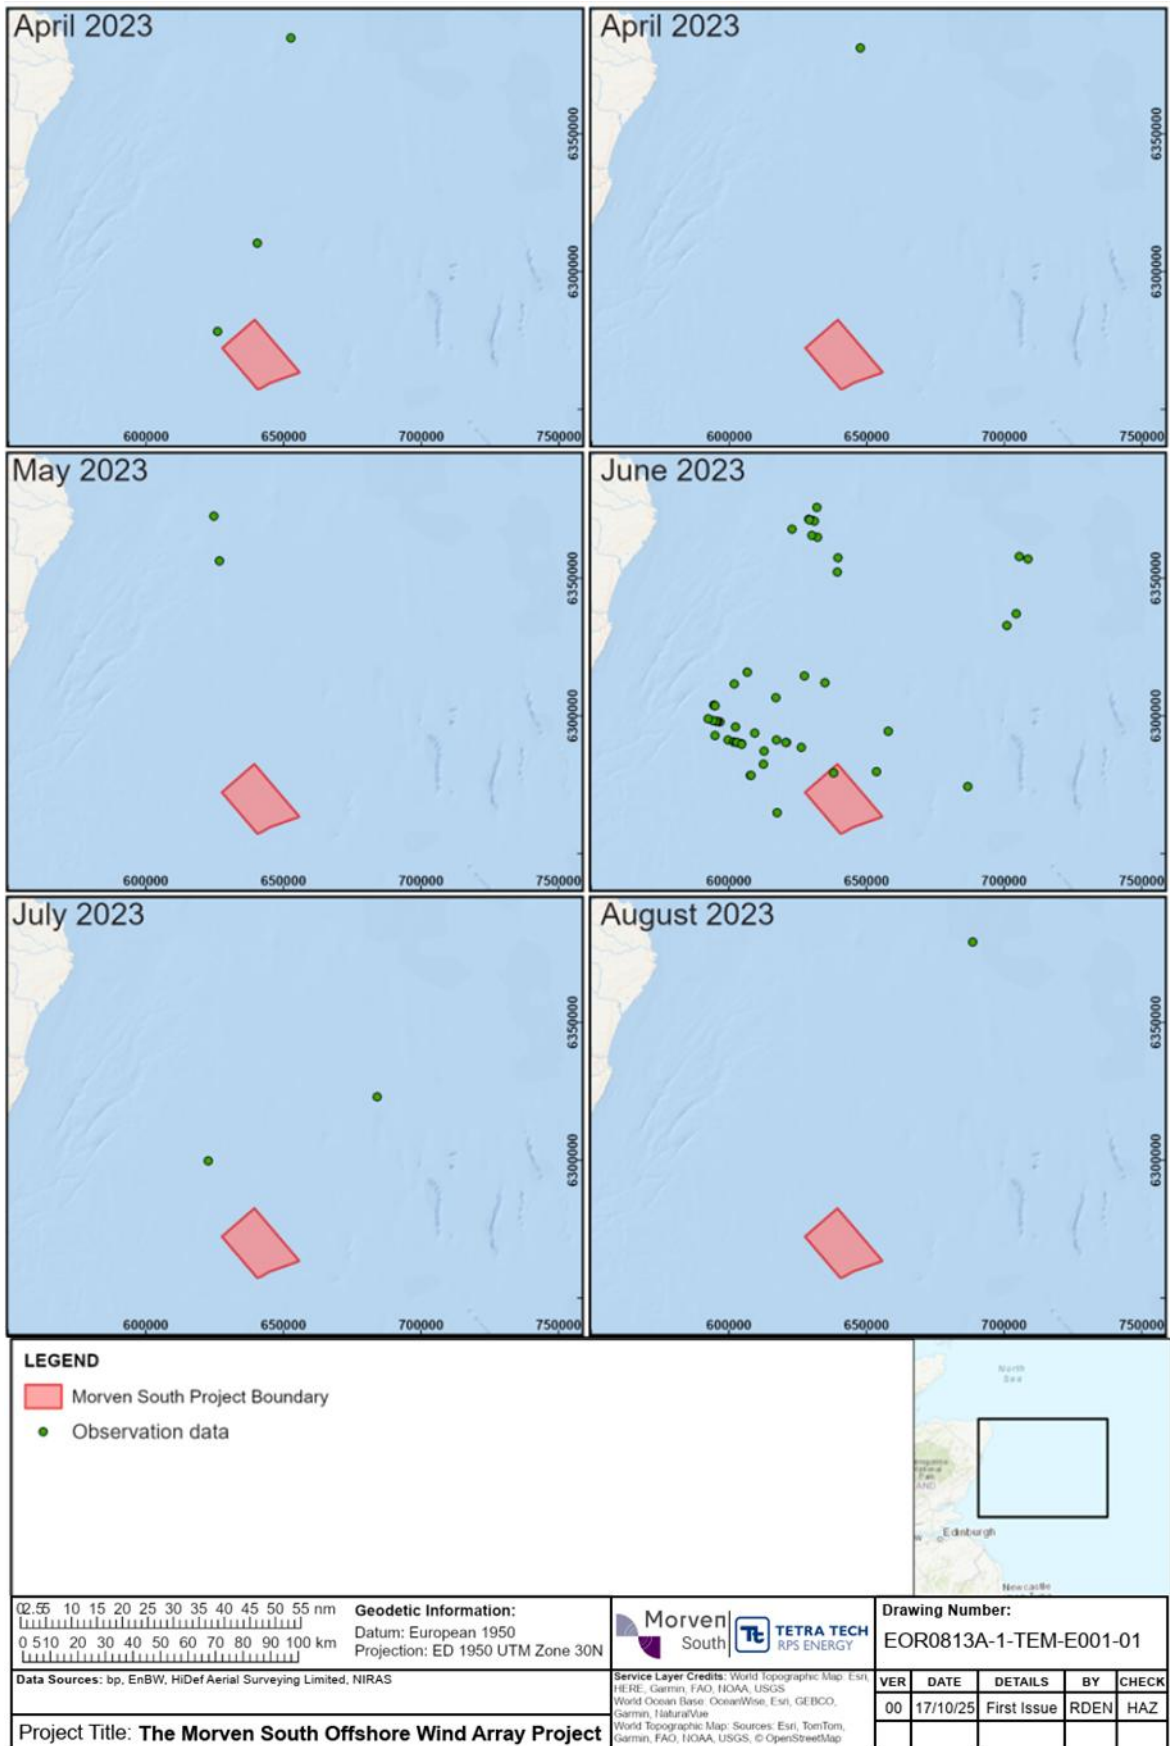 April 2023
April 2023
6350000
6350000
6300000
6300000
600000 650000 700000 750000
600000 650000 700000 750000
May 2023
June 2023
6350000
6350000
6300000
6300000
600000 650000 700000 750000
600000 650000 700000 750000
July 2023
August 2023
6350000
6350000
6300000
6300000
600000 650000 700000 750000
600000 650000 700000 750000
LEGEND
Morven South Project Boundary
Observation data
North
Sea
Park
Edinburgh
Newcastle
0 2.5 5 10 15 20 25 30 35 40 45 50 55 nm
0 5 10 20 30 40 50 60 70 80 90 100 km
Geodetic Information:
Datum: European 1950
Projection: ED 1950 UTM Zone 30N
Morven
South
Tt
TETRA TECH
RPS ENERGY
Drawing Number:
EOR0813A-1-TEM-E001-01
Data Sources: bp, EnBW, HiDef Aerial Surveying Limited, NIRAS
Service Layer Credits: World Topographic Map: Esri,
HERE, Garmin, FAO, NOAA, USGS
World Ocean Base: OceanWise, Esri, GEBCO,
Garmin, NaturalVue
World Topographic Map: Sources: Esri, TomTom,
Garmin, FAO, NOAA, USGS, © OpenStreetMap
VER DATE DETAILS BY CHECK
00 17/10/25 First Issue RDEN HAZ
Project Title: The Morven South Offshore Wind Array Project